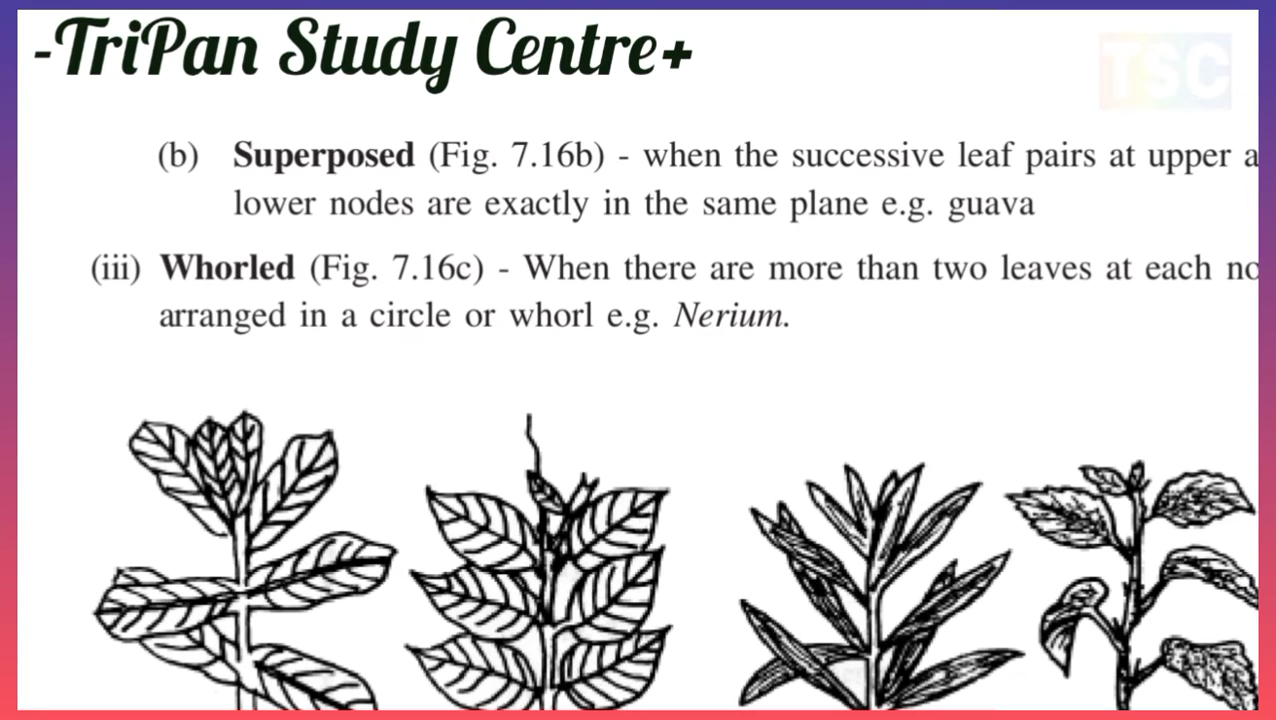 -TriPan Study Centre+
TSC
(b) Superposed (Fig. 7.16b) - when the successive leaf pairs at upper
lower nodes are exactly in the same plane e.g. guava
(iii) Whorled (Fig. 7.16c) - When there are more than two leaves at each
arranged in a circle or whorl e.g. Nerium.